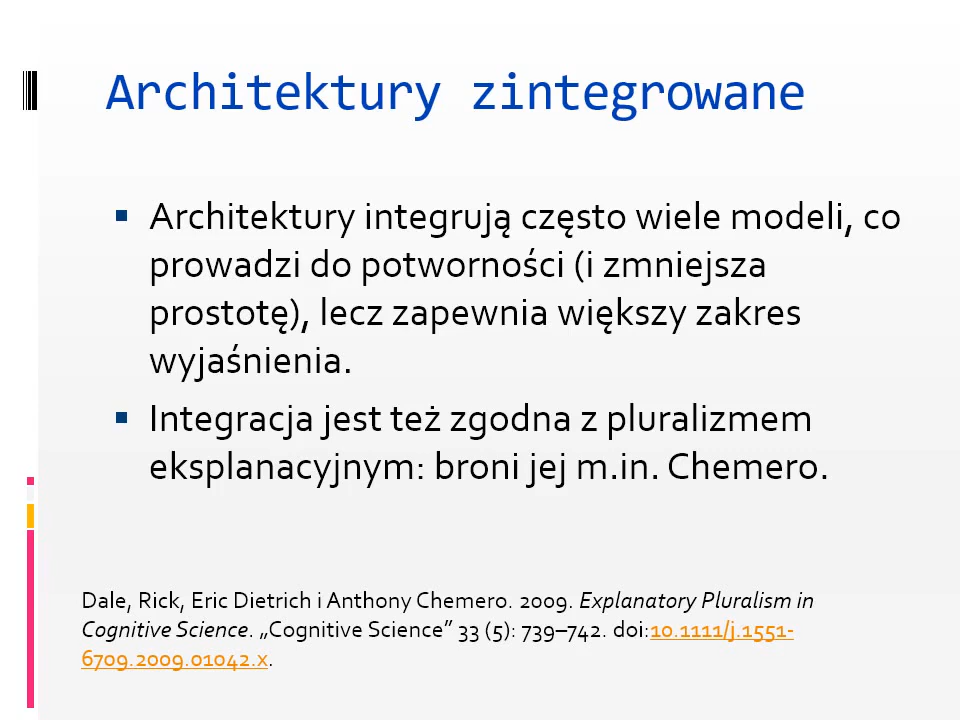 Architektury zintegrowane
▪ Architektury integrują często wiele modeli, co
prowadzi do potworności (i zmniejsza
prostotę), lecz zapewnia większy zakres
wyjaśnienia.
▪ Integracja jest też zgodna z pluralizmem
eksplanacyjnym: broni jej m.in. Chemero.
Dale, Rick, Eric Dietrich i Anthony Chemero. 2009. Explanatory Pluralism in
Cognitive Science. „Cognitive Science” 33 (5): 739–742. doi:10.1111/j.1551-
6709.2009.01042.x.